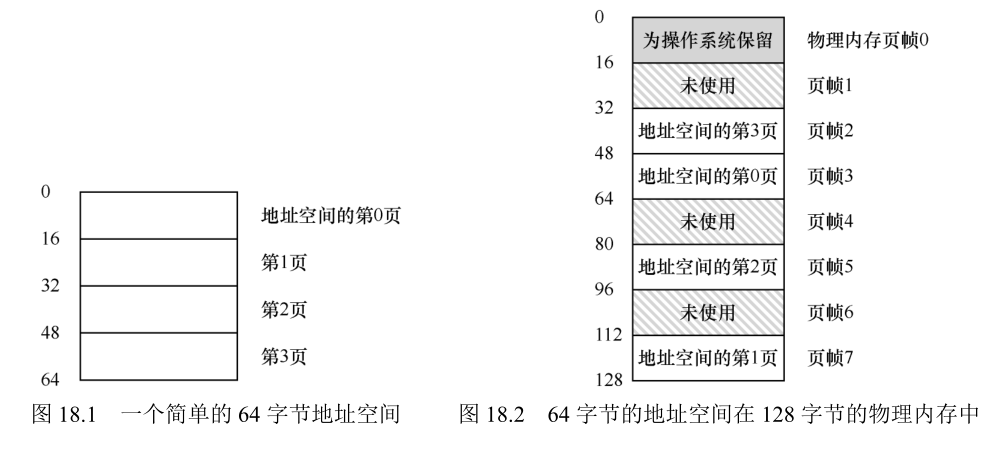 0
16
32
48
64
地址空间的第0页
第1页
第2页
第3页
图 18.1 一个简单的 64 字节地址空间
0
16
32
48
64
80
96
112
128
为操作系统保留 物理内存页帧0
未使用 页帧1
地址空间的第3页 页帧2
地址空间的第0页 页帧3
未使用 页帧4
地址空间的第2页 页帧5
未使用 页帧6
地址空间的第1页 页帧7
图 18.2 64 字节的地址空间在 128 字节的物理内存中